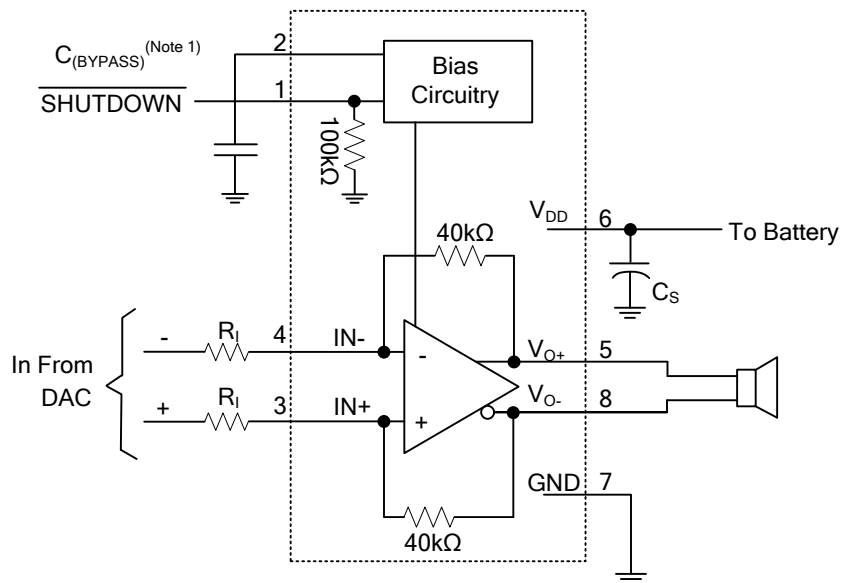 C(BYPASS)(Note 1)
2
Bias
Circuitry
SHUTDOWN
1
100kΩ
VDD
6
To Battery
CS
40kΩ
In From
DAC
-
RI
4
IN-
-
VO+
5
+
RI
3
IN+
+
VO-
8
GND
7
40kΩ